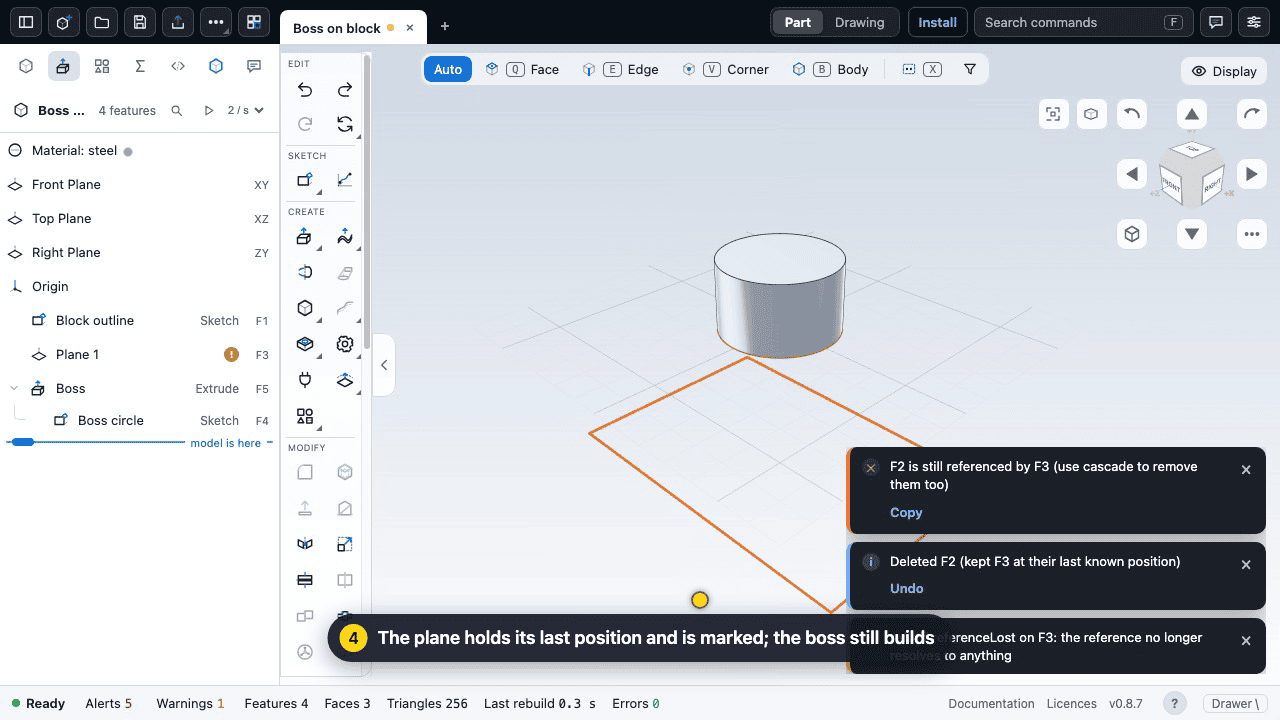 Boss on block
Part
Drawing
Install
Search commands
F
Boss ...
4 features
2 / s
Material: steel
Front Plane XY
Top Plane XZ
Right Plane ZY
Origin
Block outline Sketch F1
Plane 1 F3
Boss Extrude F5
Boss circle Sketch F4
model is here
EDIT
SKETCH
CREATE
MODIFY
Auto
Q Face
E Edge
V Corner
B Body
X
Display
FRONT
RIGHT
+Z
+X
F2 is still referenced by F3 (use cascade to remove
them too)
Copy
Deleted F2 (kept F3 at their last known position)
Undo
erenceLost on F3: the reference no longer
resolves to anything
4 The plane holds its last position and is marked; the boss still builds
Ready
Alerts 5
Warnings 1
Features 4
Faces 3
Triangles 256
Last rebuild 0.3 s
Errors 0
Documentation
Licences
v0.8.7
?
Drawer \